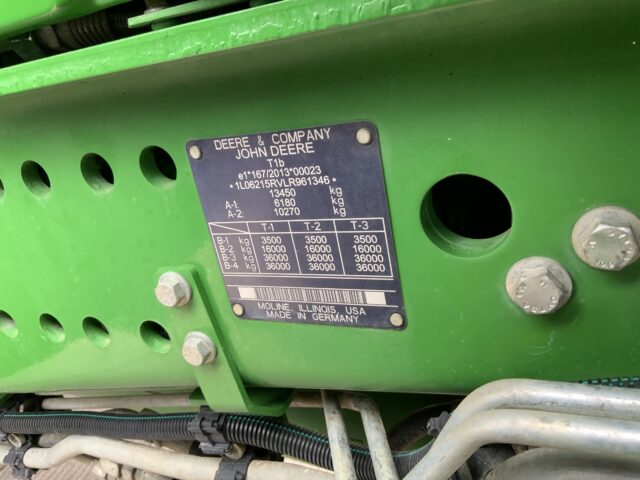 DEERE & COMPANY
JOHN DEERE
T1b
e1*167/2013*00023
*1L06215RVLR961346*
13450 kg
A-1: 6180 kg
A-2: 10270 kg
T-1 T-2 T-3
B-1 kg 3500 3500 3500
B-2 kg 16000 16000 16000
B-3 kg 36000 36000 36000
B-4 kg 36000 36000 36000
MOLINE, ILLINOIS, USA
MADE IN GERMANY